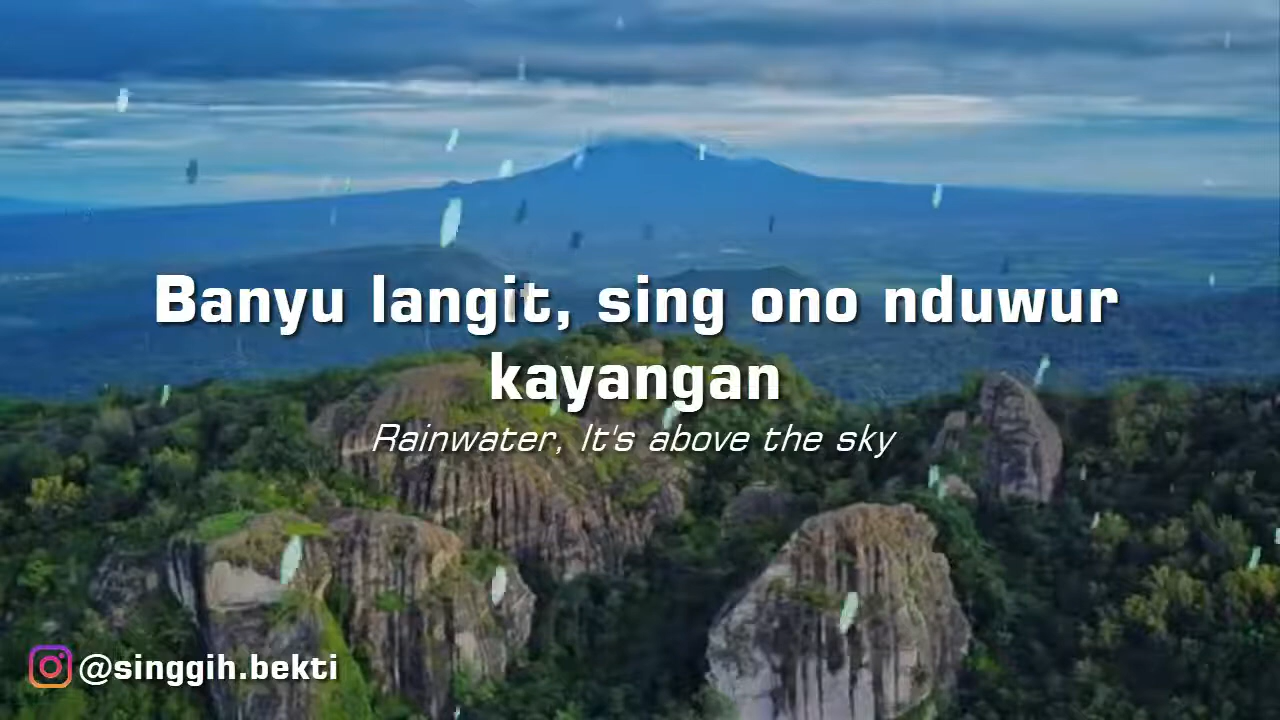 Banyu langit, sing ono nduwur
kayangan
Rainwater, It's above the sky
@singgih.bekti